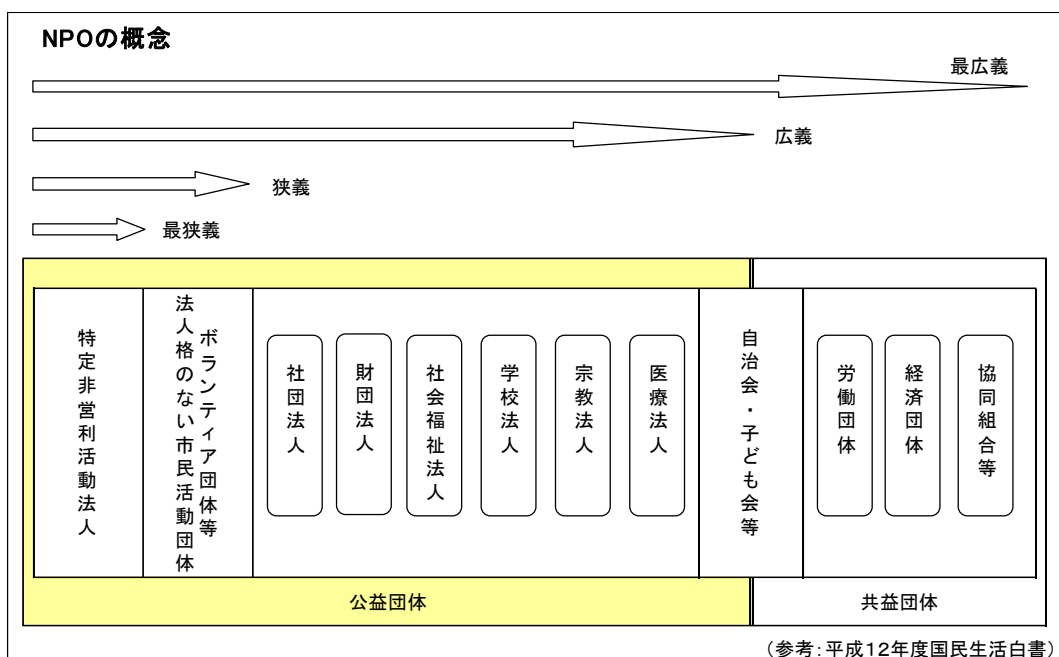 NPOの概念
最広義
広義
狭義
最狭義
特定非営利活動法人
ボランティア団体等
法人格のない市民活動団体
社団法人
財団法人
社会福祉法人
学校法人
宗教法人
医療法人
自治会・子ども会等
労働団体
経済団体
協同組合等
公益団体
共益団体
(参考:平成12年度国民生活白書)